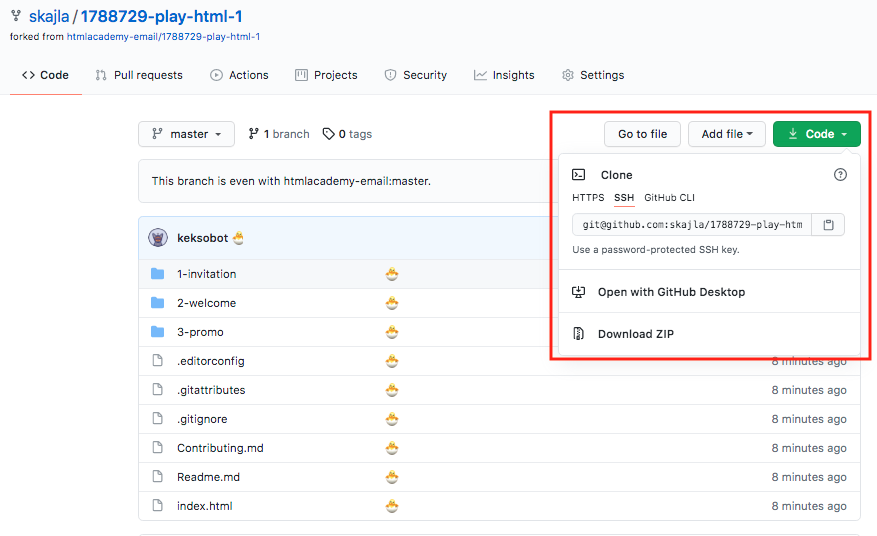 skajla/1788729-play-html-1
forked from htmlacademy-email/1788729-play-html-1
Code Pull requests Actions Projects Security Insights Settings
master 1 branch 0 tags Go to file Add file Code
This branch is even with htmlacademy-email:master.
Clone
HTTPS SSH GitHub CLI
git@github.com:skajla/1788729-play-htm
Use a password-protected SSH key.
Open with GitHub Desktop
Download ZIP
keksobot 🐣
1-invitation 🐣
2-welcome 🐣
3-promo 🐣
.editorconfig 🐣 8 minutes ago
.gitattributes 🐣 8 minutes ago
.gitignore 🐣 8 minutes ago
Contributing.md 🐣 8 minutes ago
Readme.md 🐣 8 minutes ago
index.html 🐣 8 minutes ago